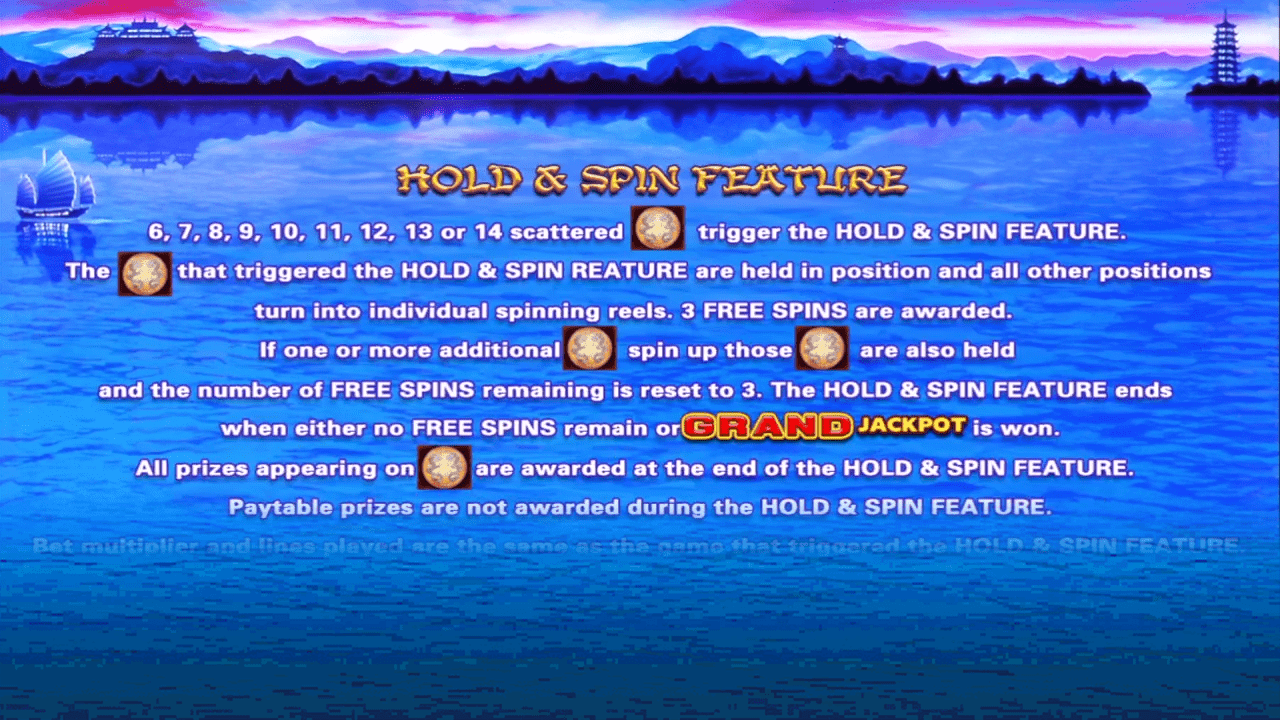 HOLD & SPIN FEATURE
6, 7, 8, 9, 10, 11, 12, 13 or 14 scattered trigger the HOLD & SPIN FEATURE.
The that triggered the HOLD & SPIN REATURE are held in position and all other positions
turn into individual spinning reels. 3 FREE SPINS are awarded.
If one or more additional spin up those are also held
and the number of FREE SPINS remaining is reset to 3. The HOLD & SPIN FEATURE ends
when either no FREE SPINS remain or GRAND JACKPOT is won.
All prizes appearing on are awarded at the end of the HOLD & SPIN FEATURE.
Paytable prizes are not awarded during the HOLD & SPIN FEATURE.
Bet multiplier and lines played are the same as the game that triggered the HOLD & SPIN FEATURE.